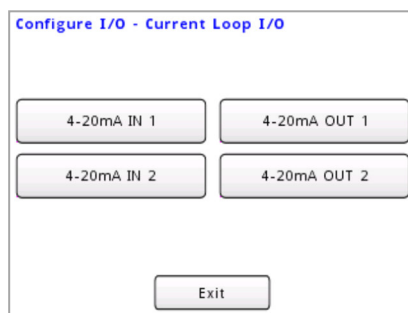 Configure I/O - Current Loop I/O
4-20mA IN 1
4-20mA OUT 1
4-20mA IN 2
4-20mA OUT 2
Exit